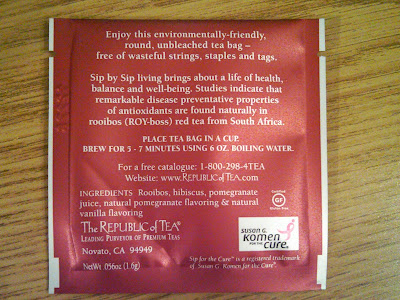 Enjoy this environmentally-friendly,
round, unbleached tea bag –
free of wasteful strings, staples and tags.
Sip by Sip living brings about a life of health,
balance and well-being. Studies indicate that
remarkable disease preventative properties
of antioxidants are found naturally in
rooibos (ROY-boss) red tea from South Africa.
PLACE TEA BAG IN A CUP.
BREW FOR 5 - 7 MINUTES USING 6 OZ. BOILING WATER.
For a free catalogue: 1-800-298-4TEA
Website: www.REPUBLICofTEA.com
INGREDIENTS Rooibos, hibiscus, pomegranate
juice, natural pomegranate flavoring & natural
vanilla flavoring
Certified
GF
Gluten-Free
THE REPUBLIC OF TEA®
LEADING PURVEYOR OF PREMIUM TEAS
Novato, CA 94949
NetWt .056oz (1.6g)
SUSAN G.
Komen
FOR THE
cure.
Sip for the Cure™ is a registered trademark
of Susan G. Komen for the Cure.